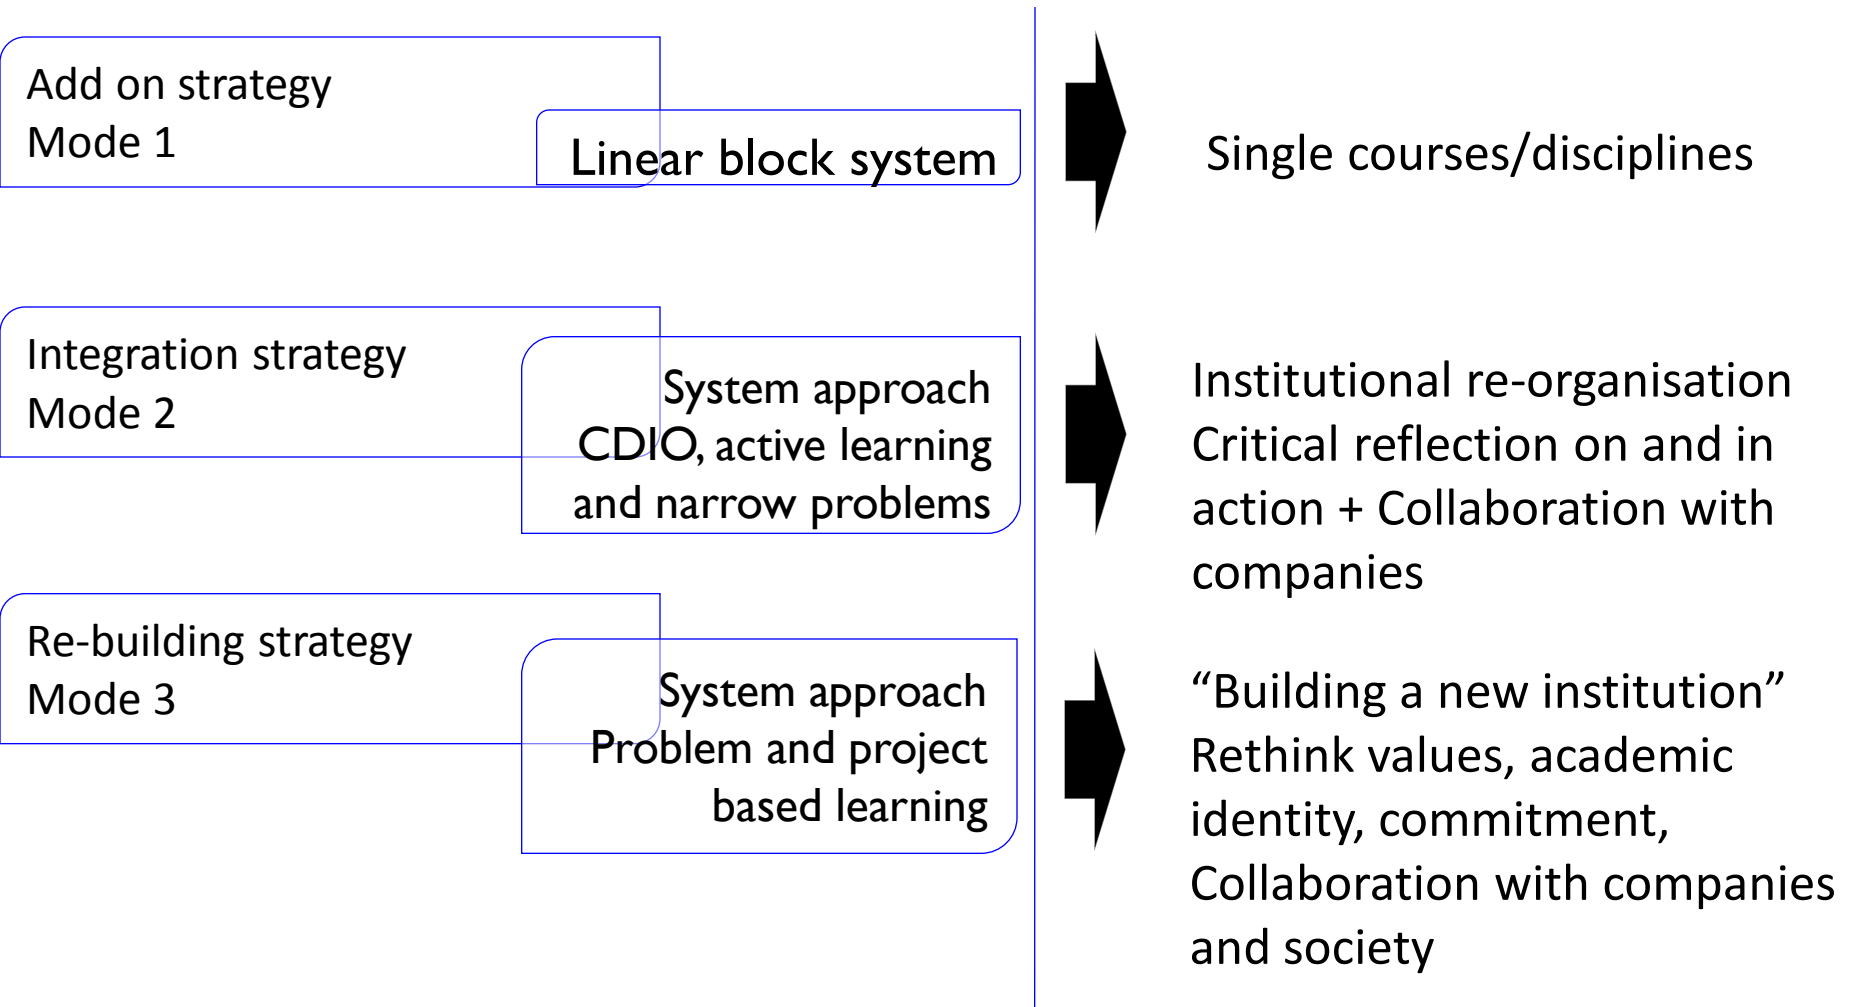 Add on strategy
Mode 1
Linear block system
Single courses/disciplines
Integration strategy
Mode 2
System approach
CDIO, active learning
and narrow problems
Institutional re-organisation
Critical reflection on and in
action + Collaboration with
companies
Re-building strategy
Mode 3
System approach
Problem and project
based learning
“Building a new institution”
Rethink values, academic
identity, commitment,
Collaboration with companies
and society